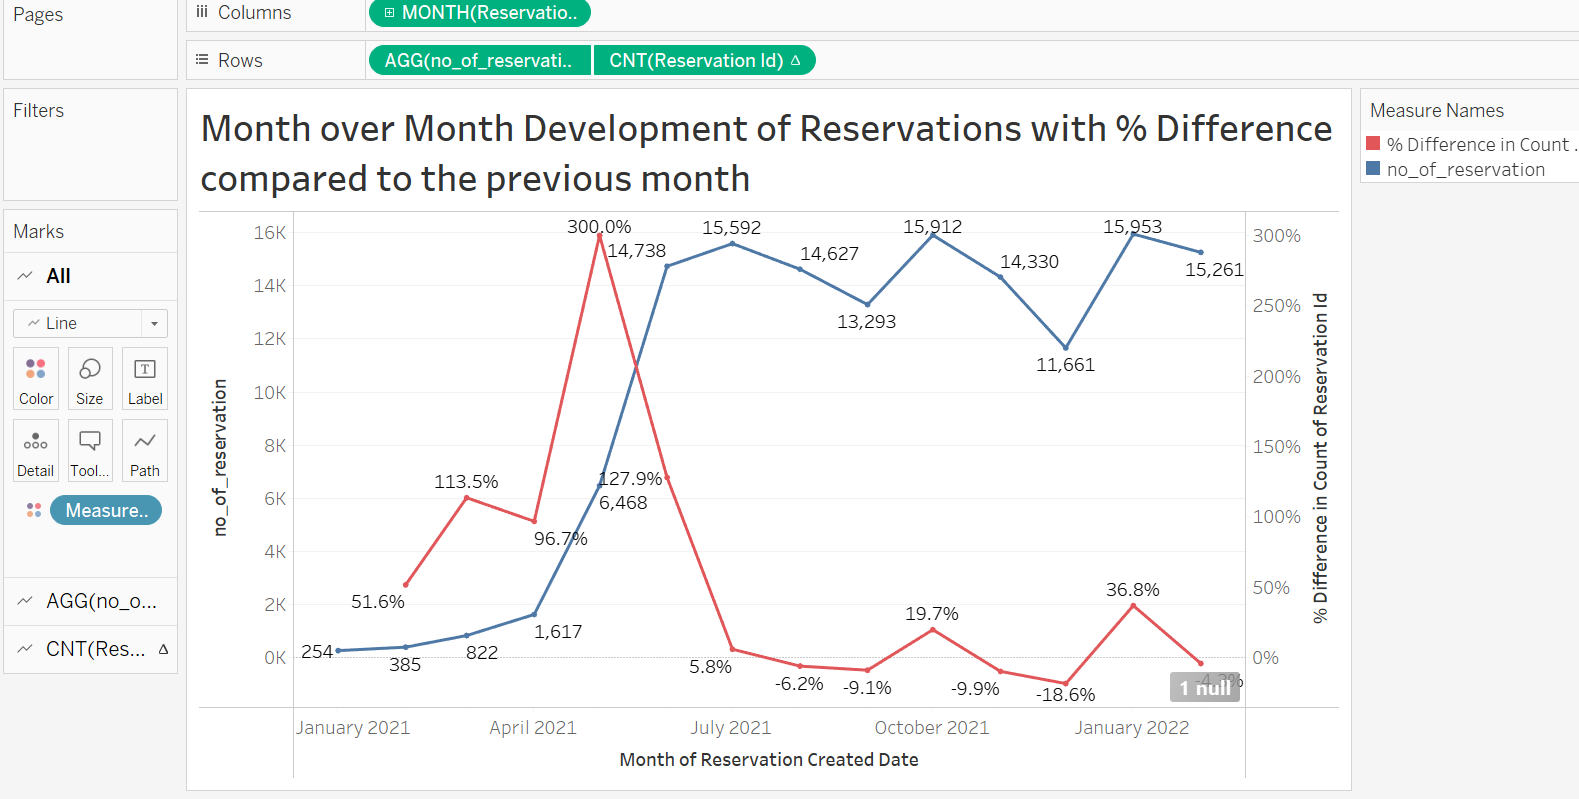 Pages
Columns
MONTH(Reservatio..
Rows
AGG(no_of_reservati..
CNT(Reservation Id) Δ
Filters
Marks
All
Line
Color
Size
Label
Detail
Tool...
Path
Measure..
AGG(no_o...
CNT(Res... Δ
Month over Month Development of Reservations with % Difference
compared to the previous month
no_of_reservation
16K
14K
12K
10K
8K
6K
4K
2K
0K
254
385
822
1,617
6,468
14,738
15,592
14,627
13,293
15,912
14,330
11,661
15,953
15,261
51.6%
113.5%
96.7%
300.0%
127.9%
5.8%
-6.2%
-9.1%
19.7%
-9.9%
-18.6%
36.8%
-4.3%
1 null
300%
250%
200%
150%
100%
50%
0%
% Difference in Count of Reservation Id
January 2021
April 2021
July 2021
October 2021
January 2022
Month of Reservation Created Date
Measure Names
% Difference in Count .
no_of_reservation